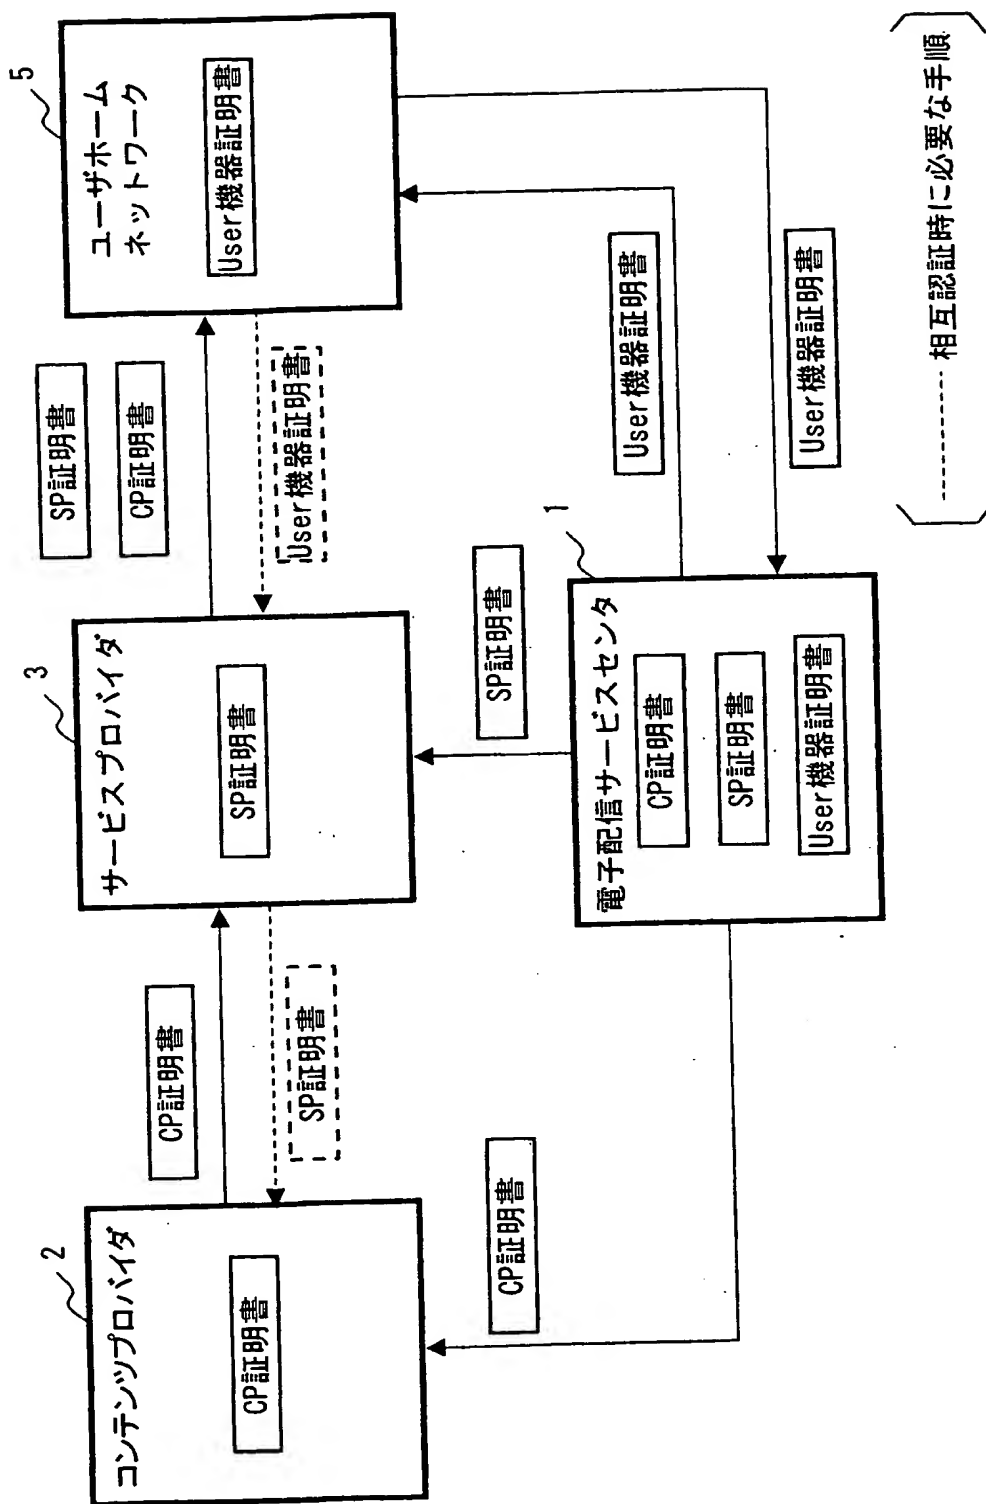 2
コンテンツプロバイダ
CP証明書
CP証明書
SP証明書
3
サービスプロバイダ
SP証明書
SP証明書
CP証明書
User機器証明書
5
ユーザホーム
ネットワーク
User機器証明書
CP証明書
SP証明書
1
電子配信サービスセンタ
CP証明書
SP証明書
User機器証明書
User機器証明書
User機器証明書
相互認証時に必要な手順